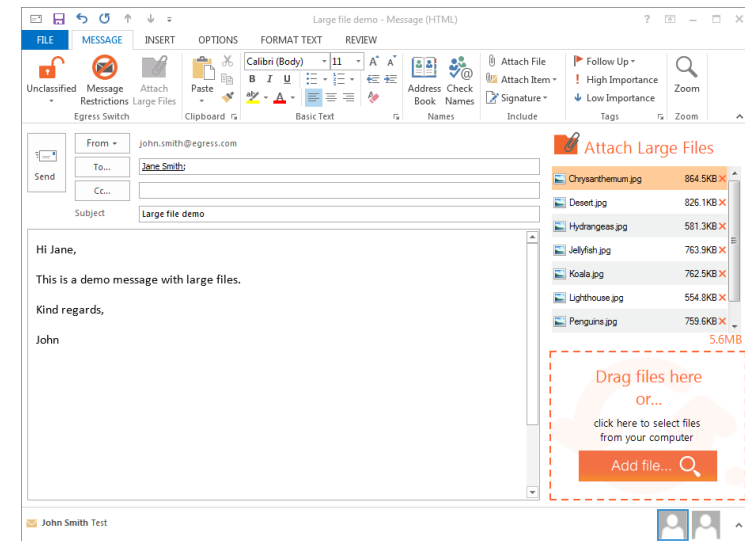 Large file demo - Message (HTML)
FILE MESSAGE INSERT OPTIONS FORMAT TEXT REVIEW
Unclassified
Message Restrictions
Attach Large Files
Egress Switch
Paste
Clipboard
Calibri (Body) 11
B I U
Basic Text
Address Book
Check Names
Names
Attach File
Attach Item
Signature
Include
Follow Up
High Importance
Low Importance
Tags
Zoom
Zoom
Send
From john.smith@egress.com
To... Jane Smith;
Cc...
Subject Large file demo
Hi Jane,
This is a demo message with large files.
Kind regards,
John
Attach Large Files
Chrysanthemum.jpg 864.5KB
Desert.jpg 826.1KB
Hydrangeas.jpg 581.3KB
Jellyfish.jpg 763.9KB
Koala.jpg 762.5KB
Lighthouse.jpg 554.8KB
Penguins.jpg 759.6KB
5.6MB
Drag files here
or...
click here to select files
from your computer
Add file...
John Smith Test